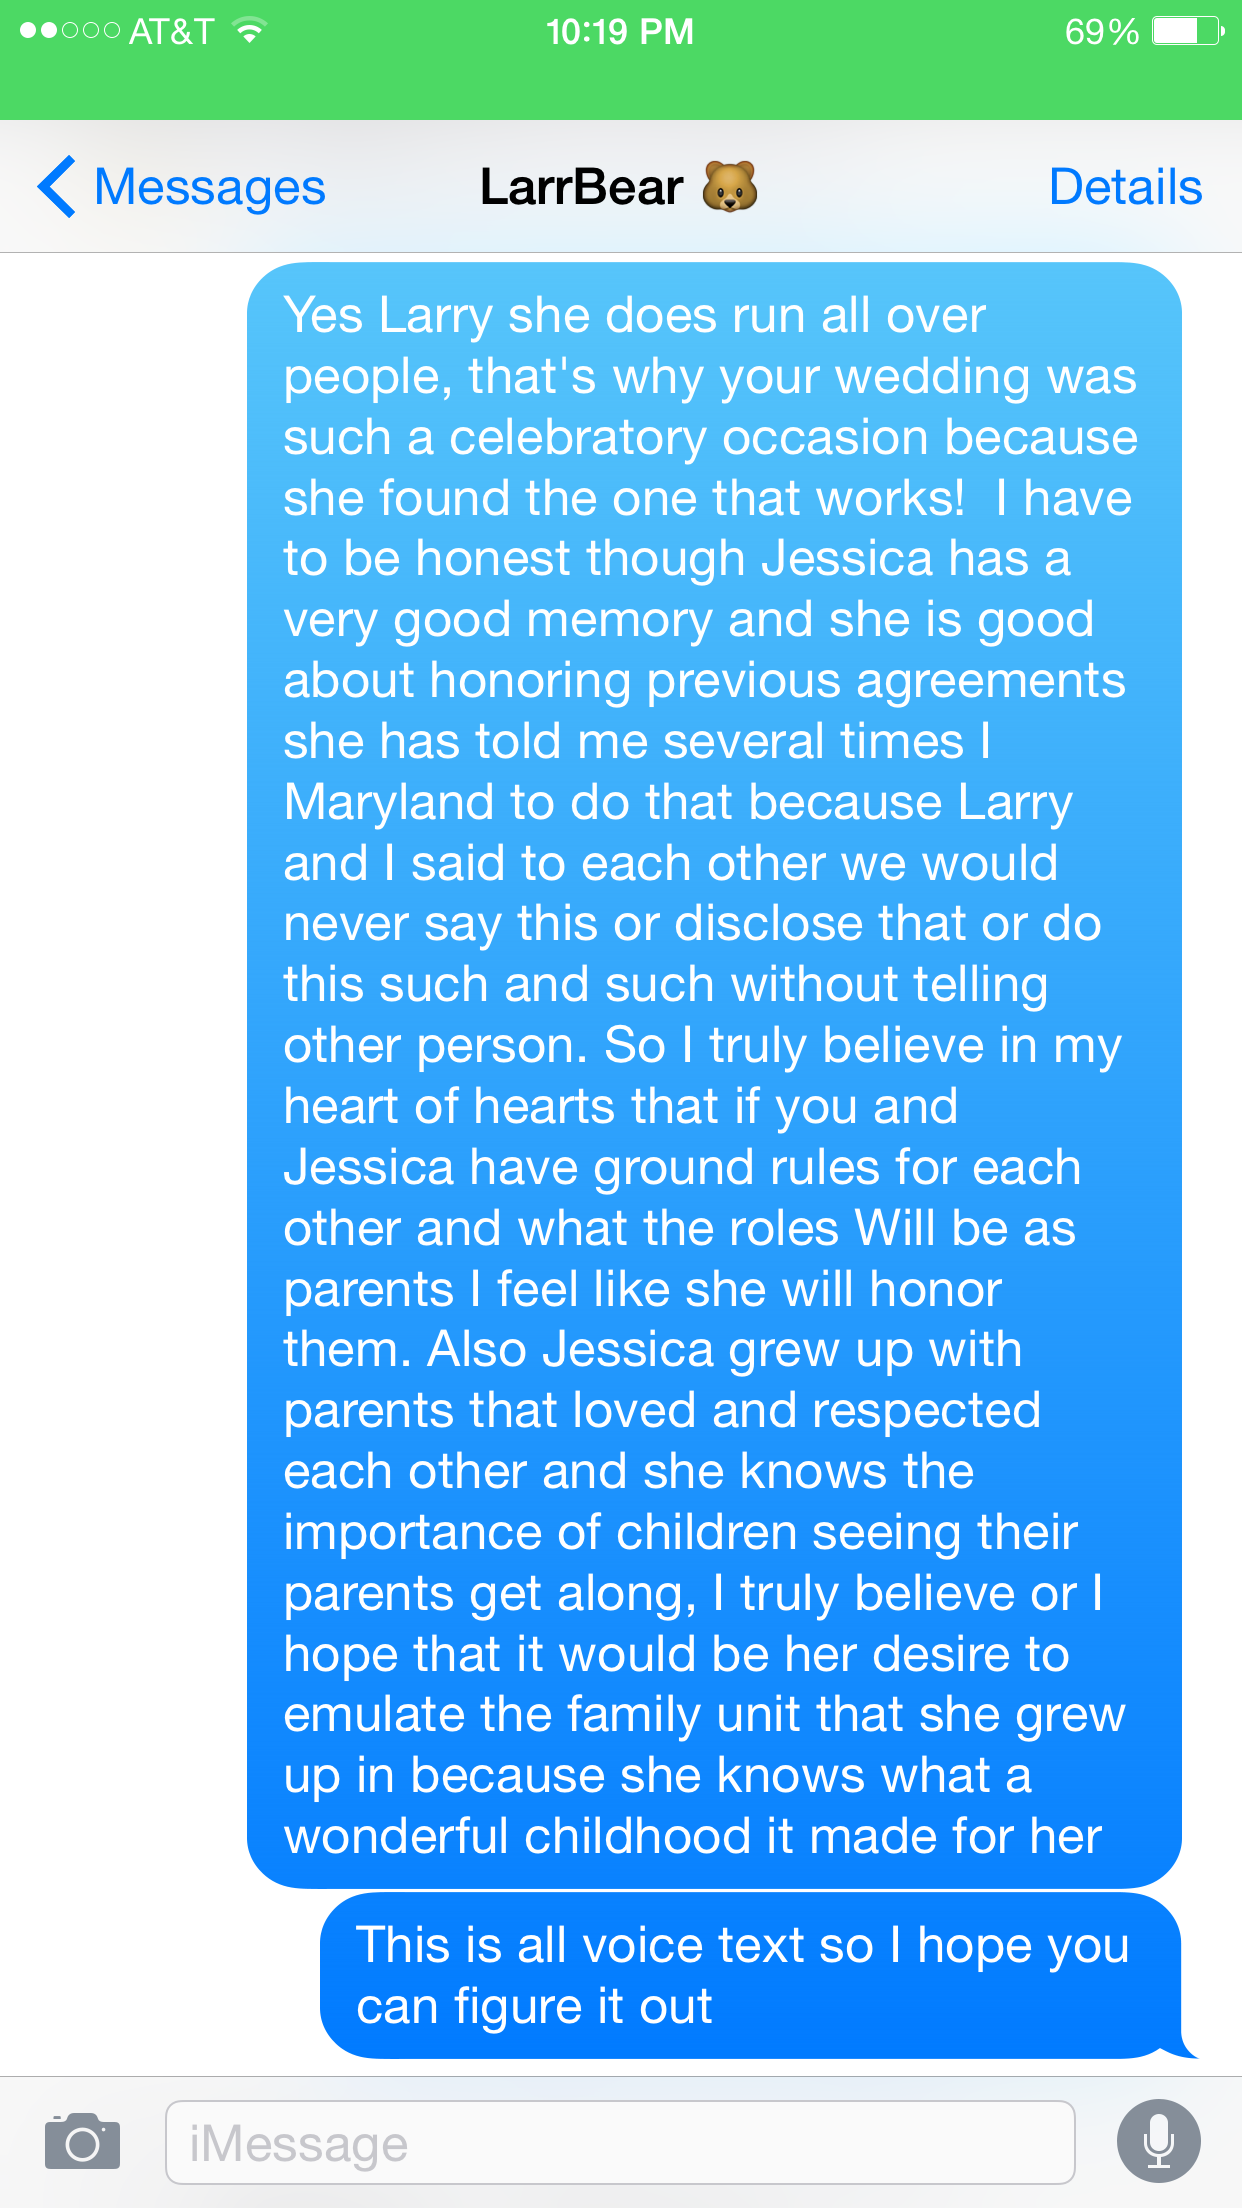 AT&T 10:19 PM 69%
Messages LarrBear 🐻 Details
Yes Larry she does run all over
people, that's why your wedding was
such a celebratory occasion because
she found the one that works!  I have
to be honest though Jessica has a
very good memory and she is good
about honoring previous agreements
she has told me several times I
Maryland to do that because Larry
and I said to each other we would
never say this or disclose that or do
this such and such without telling
other person. So I truly believe in my
heart of hearts that if you and
Jessica have ground rules for each
other and what the roles Will be as
parents I feel like she will honor
them. Also Jessica grew up with
parents that loved and respected
each other and she knows the
importance of children seeing their
parents get along, I truly believe or I
hope that it would be her desire to
emulate the family unit that she grew
up in because she knows what a
wonderful childhood it made for her
This is all voice text so I hope you
can figure it out
iMessage